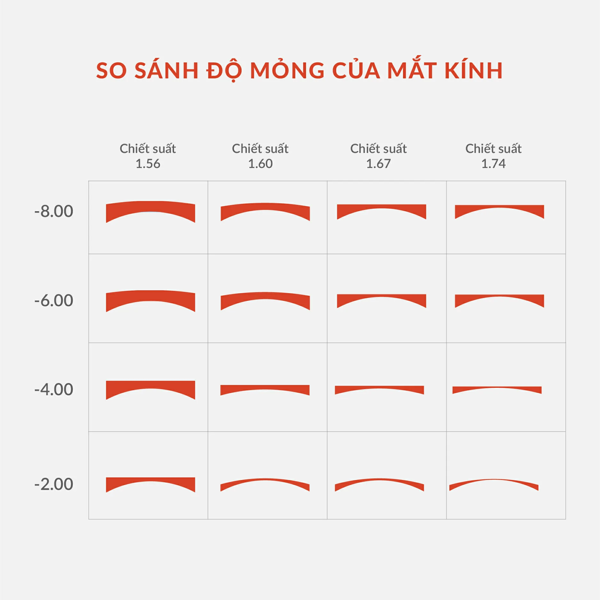 SO SÁNH ĐỘ MỎNG CỦA MẮT KÍNH
Chiết suất Chiết suất Chiết suất Chiết suất
1.56 1.60 1.67 1.74
-8.00
-6.00
-4.00
-2.00